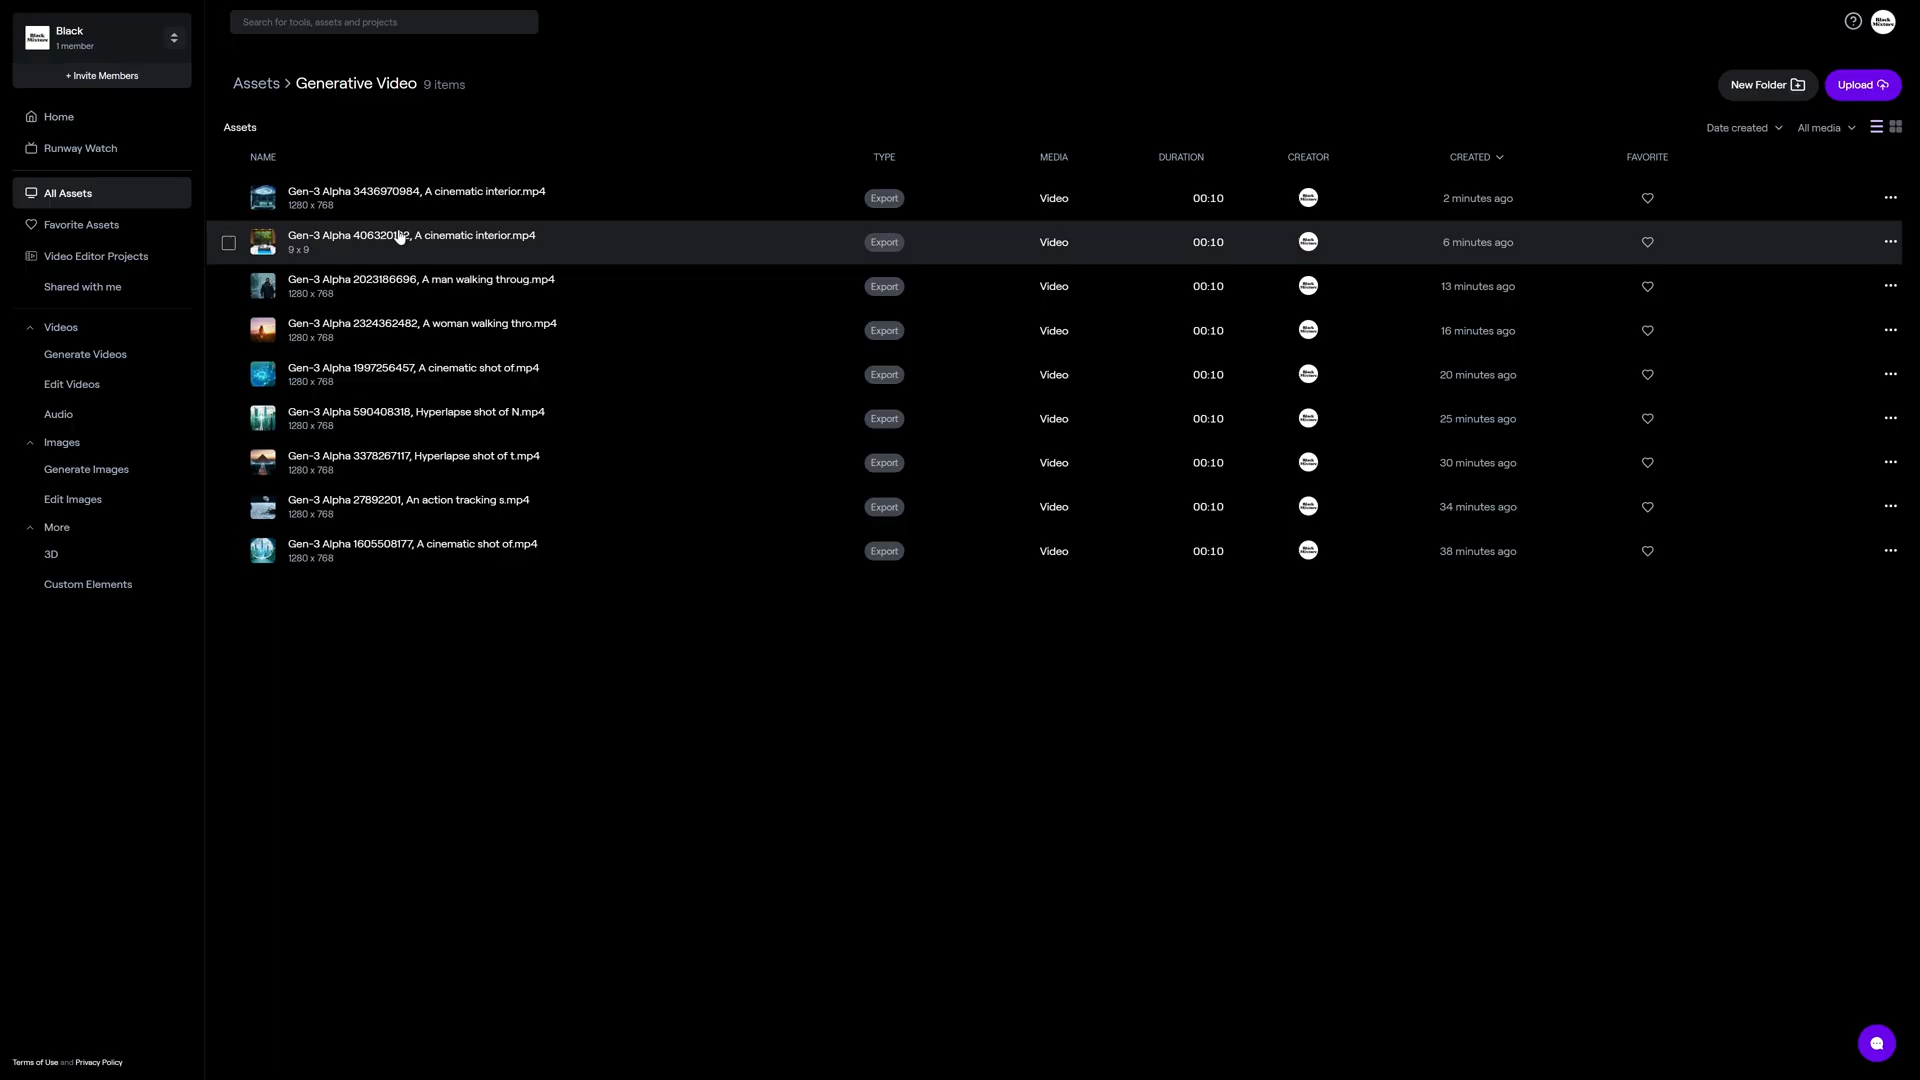 Black
1 member
+ Invite Members
Home
Runway Watch
All Assets
Favorite Assets
Video Editor Projects
Shared with me
Videos
Generate Videos
Edit Videos
Audio
Images
Generate Images
Edit Images
More
3D
Custom Elements
Terms of Use and Privacy Policy
Search for tools, assets and projects
Assets > Generative Video 9 items
New Folder
Upload
Assets
Date created
All media
NAME TYPE MEDIA DURATION CREATOR CREATED FAVORITE
Gen-3 Alpha 3436970984, A cinematic interior.mp4
1280 x 768
Export Video 00:10 2 minutes ago
A cinematic interior.mp4
9 x 9
Export Video 00:10 6 minutes ago
Gen-3 Alpha 2023186696, A man walking throug.mp4
1280 x 768
Export Video 00:10 13 minutes ago
Gen-3 Alpha 2324362482, A woman walking thro.mp4
1280 x 768
Export Video 00:10 16 minutes ago
Gen-3 Alpha 1997256457, A cinematic shot of.mp4
1280 x 768
Export Video 00:10 20 minutes ago
Gen-3 Alpha 590408318, Hyperlapse shot of N.mp4
1280 x 768
Export Video 00:10 25 minutes ago
Gen-3 Alpha 3378267117, Hyperlapse shot of t.mp4
1280 x 768
Export Video 00:10 30 minutes ago
Gen-3 Alpha 27892201, An action tracking s.mp4
1280 x 768
Export Video 00:10 34 minutes ago
Gen-3 Alpha 1605508177, A cinematic shot of.mp4
1280 x 768
Export Video 00:10 38 minutes ago